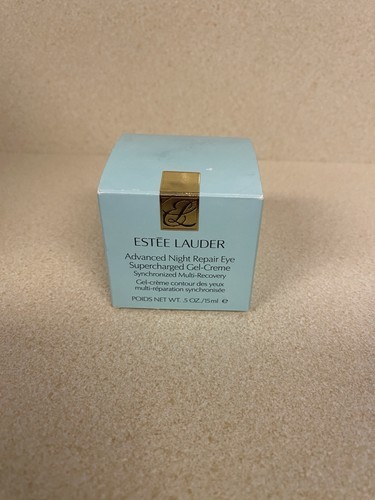 EL
ESTĒE LAUDER
Advanced Night Repair Eye
Supercharged Gel-Creme
Synchronized Multi-Recovery
Gel-crème contour des yeux
multi-réparation synchronisée
POIDS NET WT. .5 OZ./15ml ℮